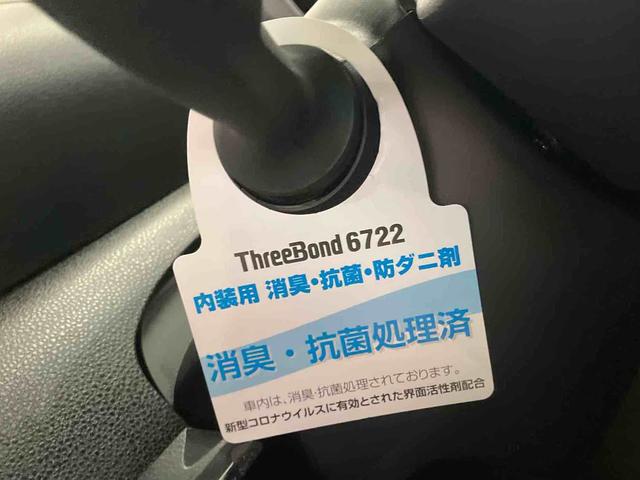 ThreeBond 6722
内装用 消臭・抗菌・防ダニ剤
消臭・抗菌処理済
車内は、消臭・抗菌処理されております。
新型コロナウイルスに有効とされた界面活性剤配合